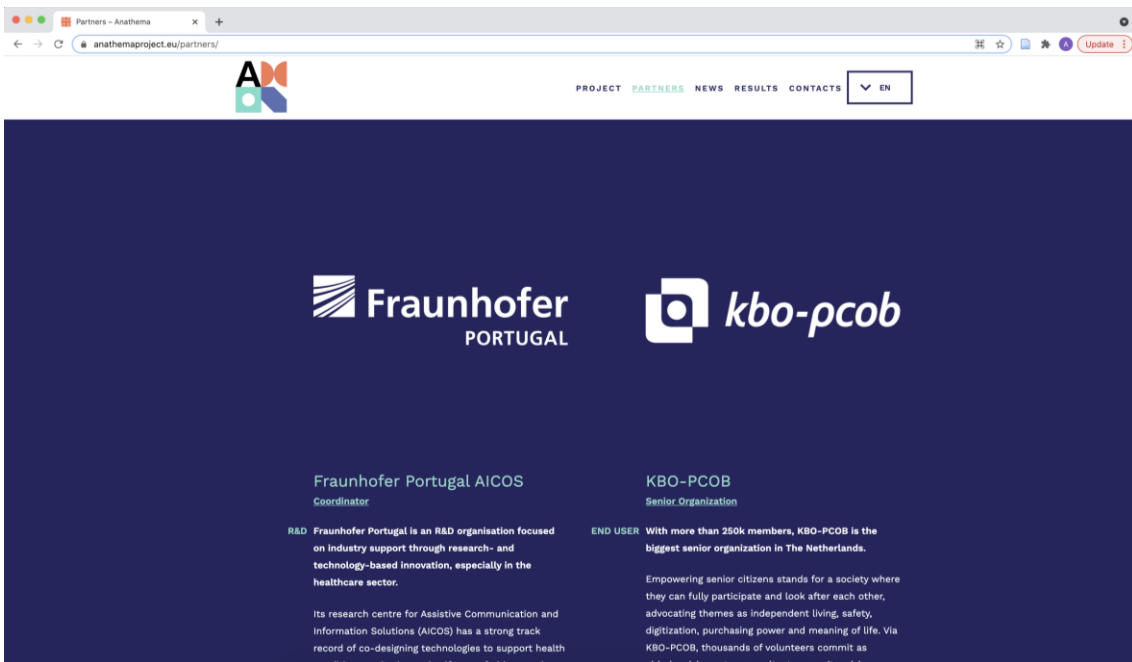 Partners – Anathema
anathemaproject.eu/partners/
A
Update
A
PROJECT PARTNERS NEWS RESULTS CONTACTS EN
Fraunhofer
PORTUGAL
kbo-pcob
Fraunhofer Portugal AICOS
Coordinator
R&D Fraunhofer Portugal is an R&D organisation focused
on industry support through research- and
technology-based innovation, especially in the
healthcare sector.
Its research centre for Assistive Communication and
Information Solutions (AICOS) has a strong track
record of co-designing technologies to support health
KBO-PCOB
Senior Organization
END USER With more than 250k members, KBO-PCOB is the
biggest senior organization in The Netherlands.
Empowering senior citizens stands for a society where
they can fully participate and look after each other,
advocating themes as independent living, safety,
digitization, purchasing power and meaning of life. Via
KBO-PCOB, thousands of volunteers commit as